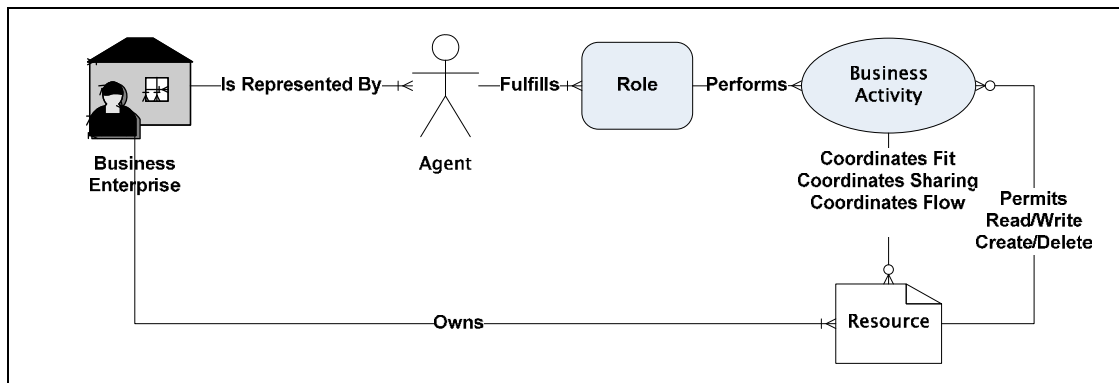 Is Represented By
Fulfills
Role
Performs
Business
Activity
Business
Enterprise
Agent
Coordinates Fit
Coordinates Sharing
Coordinates Flow
Permits
Read/Write
Create/Delete
Owns
Resource